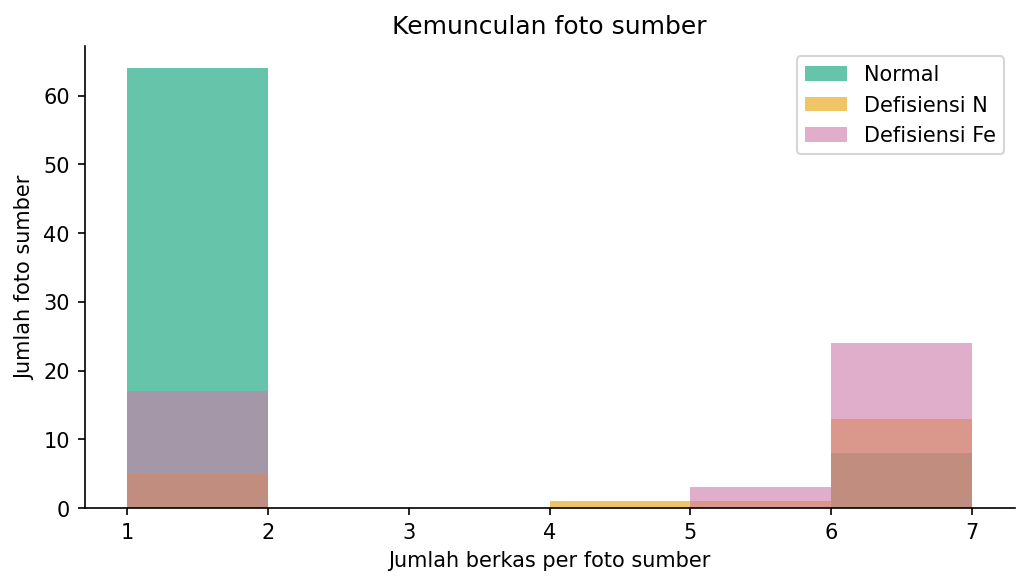 Kemunculan foto sumber
Normal
Defisiensi N
Defisiensi Fe
Jumlah foto sumber
60
50
40
30
20
10
0
1 2 3 4 5 6 7
Jumlah berkas per foto sumber